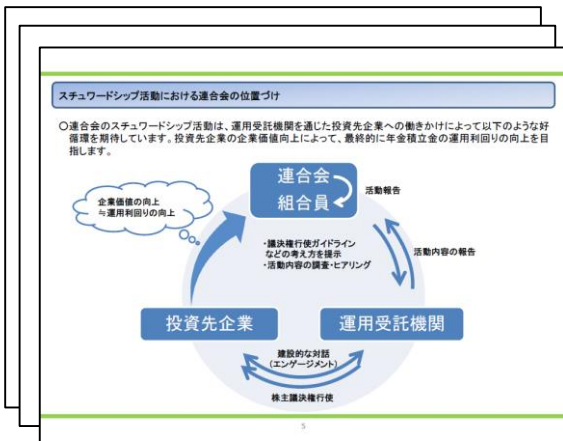 スチュワードシップ活動における連合会の位置づけ
○連合会のスチュワードシップ活動は、運用受託機関を通じた投資先企業への働きかけによって以下のような好
循環を期待しています。投資先企業の企業価値向上によって、最終的に年金積立金の運用利回りの向上を目
指します。
連合会
組合員
活動報告
企業価値の向上
≒運用利回りの向上
・議決権行使ガイドライン
などの考え方を提示
・活動内容の調査・ヒアリング
活動内容の報告
投資先企業
運用受託機関
建設的な対話
(エンゲージメント)
株主議決権行使
5